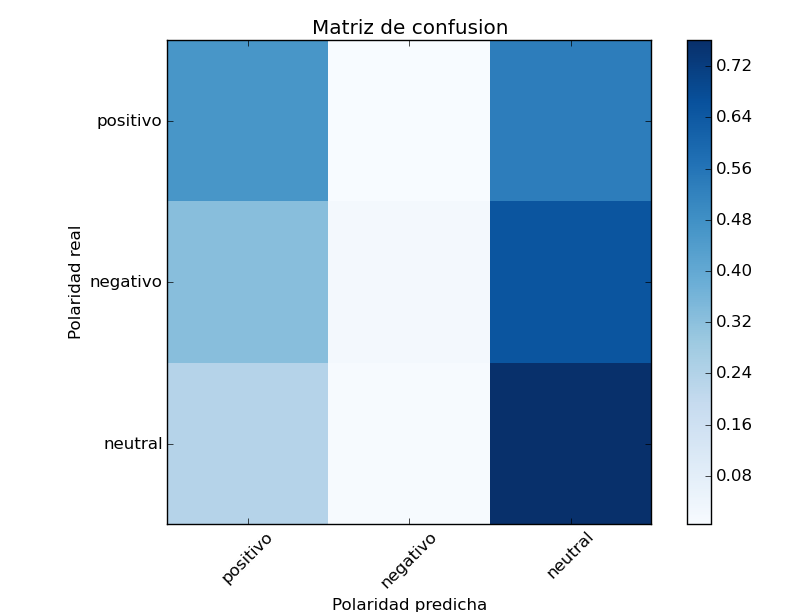 Matriz de confusion
positivo
negativo
neutral
Polaridad real
positivo
negativo
neutral
Polaridad predicha
0.72
0.64
0.56
0.48
0.40
0.32
0.24
0.16
0.08